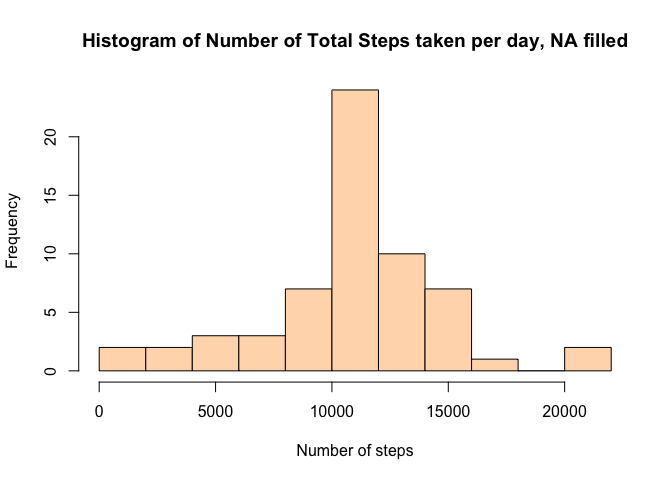 Histogram of Number of Total Steps taken per day, NA filled
Frequency
20
15
10
5
0
0 5000 10000 15000 20000
Number of steps